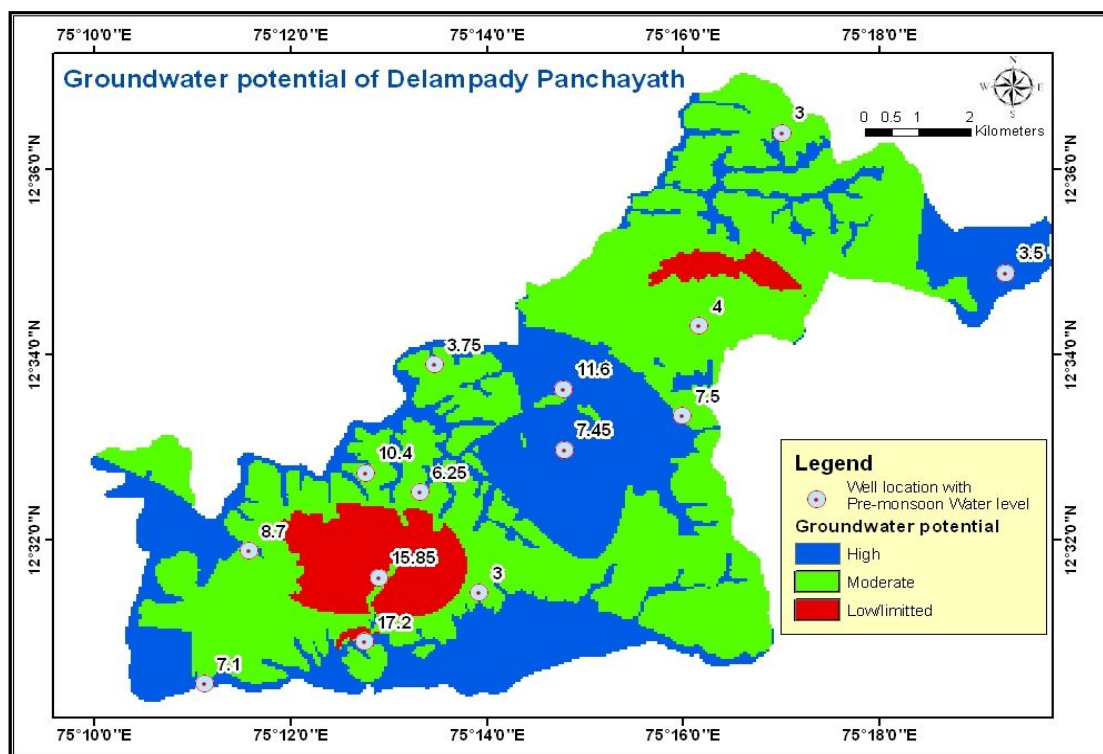 75°10'0"E 75°12'0"E 75°14'0"E 75°16'0"E 75°18'0"E
Groundwater potential of Delampady Panchayath
N
W E
S
0 0.5 1 2
Kilometers
3
12°36'0"N 12°36'0"N
3.5
4
12°34'0"N 12°34'0"N
3.75
11.6
7.5
7.45
10.4
6.25
8.7
12°32'0"N 12°32'0"N
15.85
3
17.2
7.1
Legend
Well location with
Pre-monsoon Water level
Groundwater potential
High
Moderate
Low/limitted
75°10'0"E 75°12'0"E 75°14'0"E 75°16'0"E 75°18'0"E